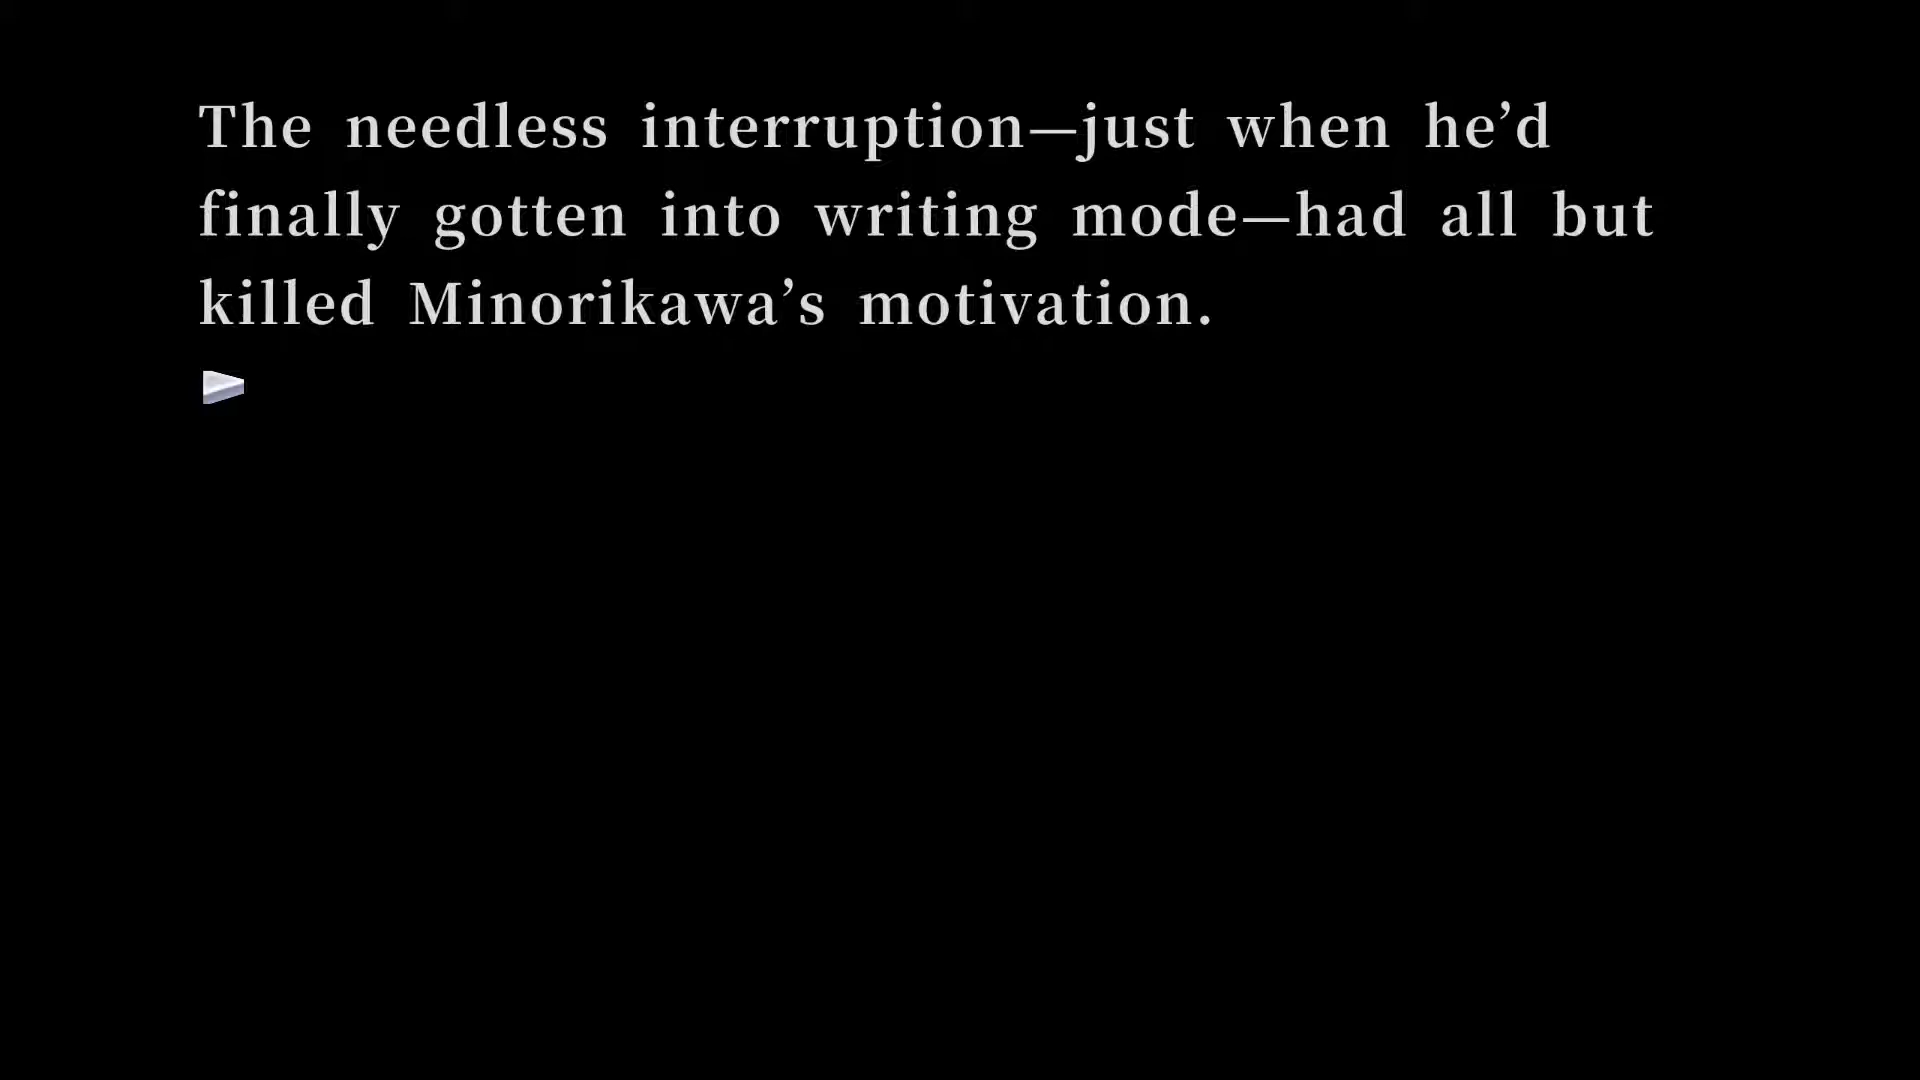 The needless interruption—just when he’d
finally gotten into writing mode—had all but
killed Minorikawa’s motivation.